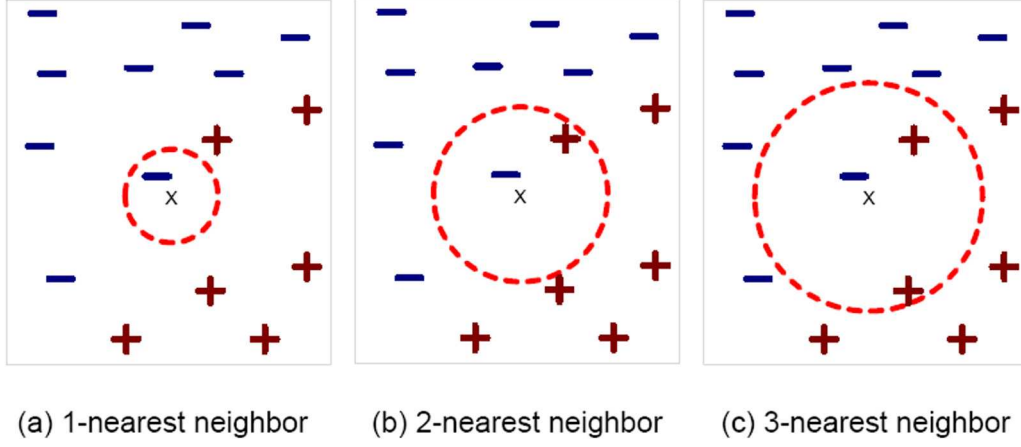 X
X
X
(a) 1-nearest neighbor
(b) 2-nearest neighbor
(c) 3-nearest neighbor